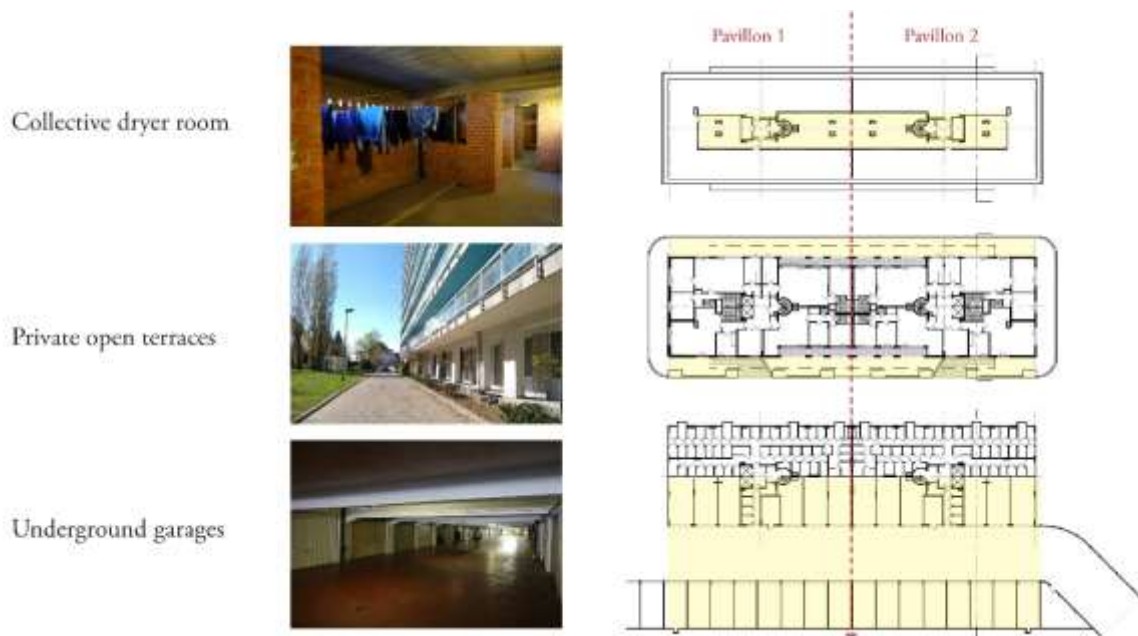 Pavillon 1
Pavillon 2
Collective dryer room
Private open terraces
Underground garages